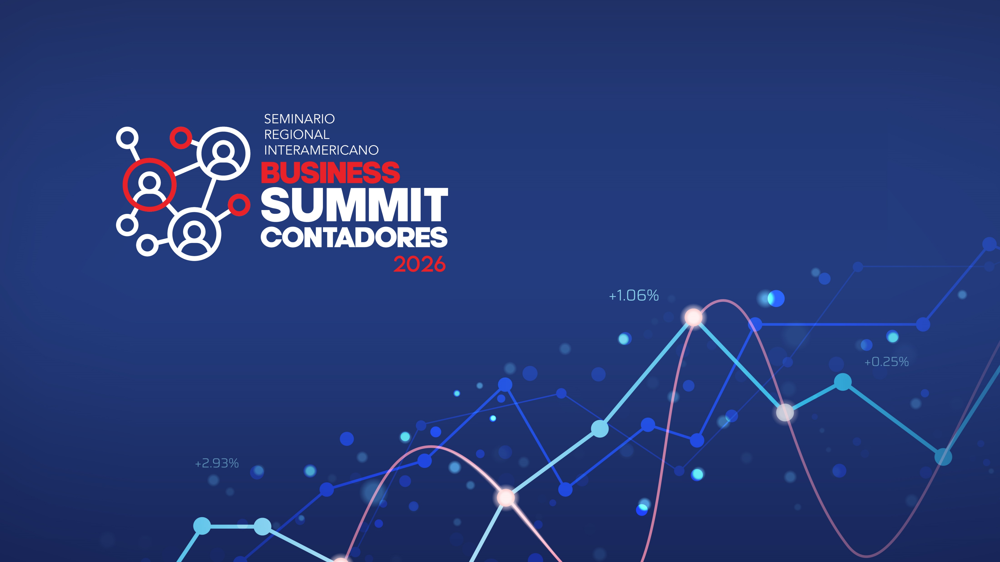 SEMINARIO
REGIONAL
INTERAMERICANO
BUSINESS
SUMMIT
CONTADORES
2026
+1.06%
+0.25%
+2.93%